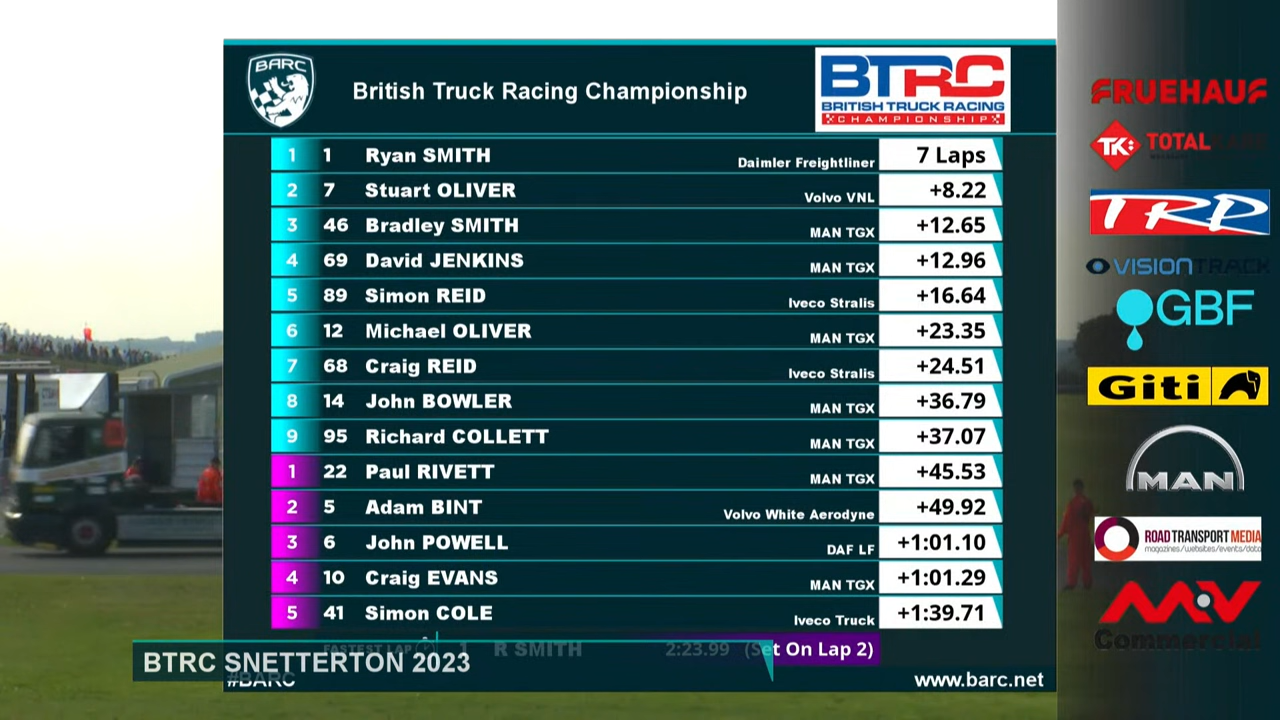 BARC
British Truck Racing Championship
BTRC
BRITISH TRUCK RACING
CHAMPIONSHIP
1 1 Ryan SMITH Daimler Freightliner 7 Laps
2 7 Stuart OLIVER Volvo VNL +8.22
3 46 Bradley SMITH MAN TGX +12.65
4 69 David JENKINS MAN TGX +12.96
5 89 Simon REID Iveco Stralis +16.64
6 12 Michael OLIVER MAN TGX +23.35
7 68 Craig REID Iveco Stralis +24.51
8 14 John BOWLER MAN TGX +36.79
9 95 Richard COLLETT MAN TGX +37.07
1 22 Paul RIVETT MAN TGX +45.53
2 5 Adam BINT Volvo White Aerodyne +49.92
3 6 John POWELL DAF LF +1:01.10
4 10 Craig EVANS MAN TGX +1:01.29
5 41 Simon COLE Iveco Truck +1:39.71
FASTEST LAP 1 R SMITH 2:23.99 (Set On Lap 2)
BTRC SNETTERTON 2023
#BARC www.barc.net
FRUEHAUF
TK: TOTAL
TRP
VISIONTRACK
GBF
Giti
MAN
ROAD TRANSPORT MEDIA
magazines/websites/events/data
MV
Commercial